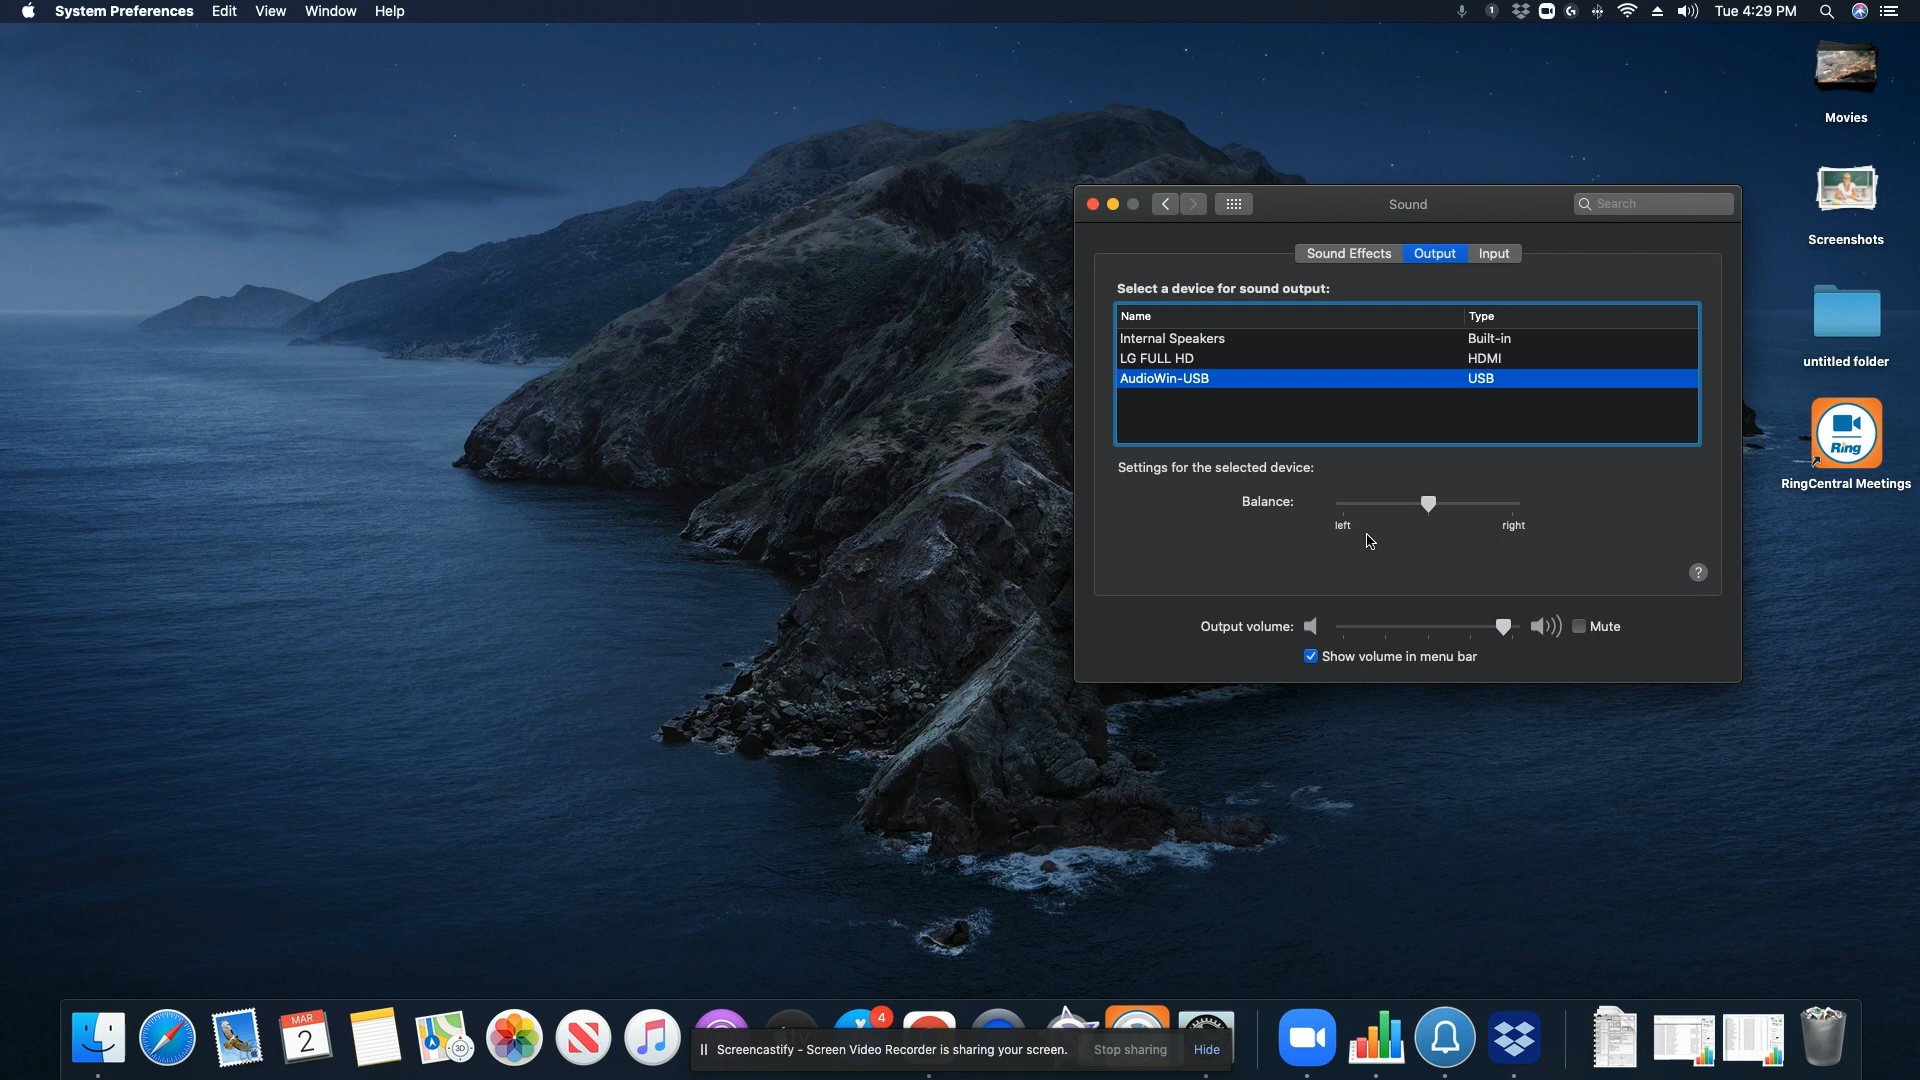 System Preferences Edit View Window Help
1 Tue 4:29 PM
Movies
Screenshots
untitled folder
Ring
RingCentral Meetings
Sound Search
Sound Effects Output Input
Select a device for sound output:
Name Type
Internal Speakers Built-in
LG FULL HD HDMI
AudioWin-USB USB
Settings for the selected device:
Balance:
left right
?
Output volume: Mute
Show volume in menu bar
MAR
2
3D
4
Screencastify - Screen Video Recorder is sharing your screen. Stop sharing Hide